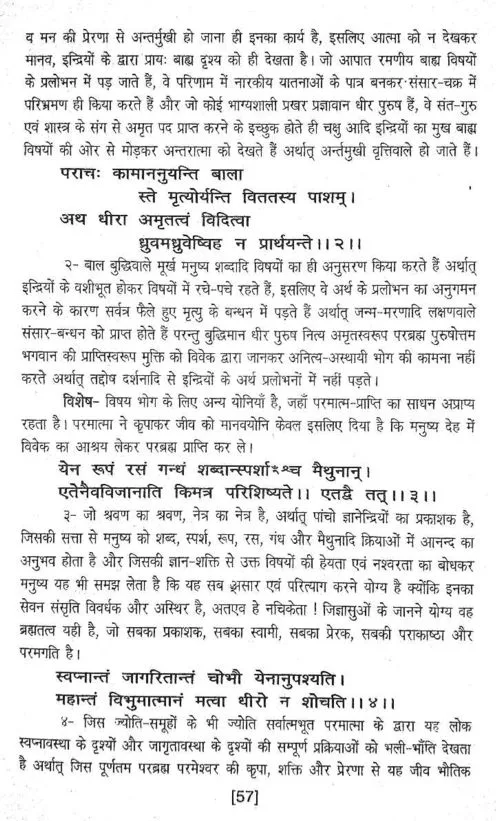 व मन की प्रेरणा से अन्तर्मुखी हो जाना ही इनका कार्य है, इसलिए आत्मा को न देखकर
मानव, इन्द्रियों के द्वारा प्रायः बाह्य दृश्य को ही देखता है। जो आपात रमणीय बाह्य विषयों
के प्रलोभन में पड़ जाते हैं, वे परिणाम में नारकीय यातनाओं के पात्र बनकर संसार-चक्र में
परिभ्रमण ही किया करते हैं और जो कोई भाग्यशाली प्रखर प्रज्ञावान धीर पुरुष हैं, वे संत-गुरु
एवं शास्त्र के संग से अमृत पद प्राप्त करने के इच्छुक होते ही चक्षु आदि इन्द्रियों का मुख बाह्य
विषयों की ओर से मोड़कर अन्तरात्मा को देखते हैं अर्थात् अन्तर्मुखी वृत्तिवाले हो जाते हैं।
पराचः कामाननुयन्ति बाला
स्ते मृत्योर्यन्ति विततस्य पाशम्।
अथ धीरा अमृतत्वं विदित्वा
ध्रुवमध्रुवेष्विह न प्रार्थयन्ते।।२।।
२- बाल बुद्धिवाले मूर्ख मनुष्य शब्दादि विषयों का ही अनुसरण किया करते हैं अर्थात्
इन्द्रियों के वशीभूत होकर विषयों में रचे-पचे रहते हैं, इसलिए वे अर्थ के प्रलोभन का अनुगमन
करने के कारण सर्वत्र फैले हुए मृत्यु के बन्धन में पड़ते हैं अर्थात् जन्म-मरणादि लक्षणवाले
संसार-बन्धन को प्राप्त होते हैं परन्तु बुद्धिमान धीर पुरुष नित्य अमृतस्वरूप परब्रह्म पुरुषोत्तम
भगवान की प्राप्तिस्वरूप मुक्ति को विवेक द्वारा जानकर अनित्य-अस्थायी भोग की कामना नहीं
करते अर्थात् तद्दोष दर्शनादि से इन्द्रियों के अर्थ प्रलोभनों में नहीं पड़ते।
विशेष- विषय भोग के लिए अन्य योनियाँ है, जहाँ परमात्म-प्राप्ति का साधन अप्राप्य
रहता है। परमात्मा ने कृपाकर जीव को मानवयोनि केवल इसलिए दिया है कि मनुष्य देह में
विवेक का आश्रय लेकर परब्रह्म प्राप्ति कर ले।
येन रूपं रसं गन्धं शब्दान्स्पर्शाँश्च मैथुनान्।
एतेनैवविजानाति किमत्र परिशिष्यते।। एतद्वै तत्।।३।।
३- जो श्रवण का श्रवण, नेत्र का नेत्र है, अर्थात् पांचो ज्ञानेन्द्रियों का प्रकाशक है,
जिसकी सत्ता से मनुष्य को शब्द, स्पर्श, रूप, रस, गंध और मैथुनादि क्रियाओं में आनन्द का
अनुभव होता है और जिसकी ज्ञान-शक्ति से उक्त विषयों की हेयता एवं नश्वरता का बोधकर
मनुष्य यह भी समझ लेता है कि यह सब असार एवं परित्याग करने योग्य है क्योंकि इनका
सेवन संसृति विवर्धक और अस्थिर है, अतएव हे नचिकेता ! जिज्ञासुओं के जानने योग्य वह
ब्रह्मतत्व यही है, जो सबका प्रकाशक, सबका स्वामी, सबका प्रेरक, सबकी पराकाष्ठा और
परमगति है।
स्वप्नान्तं जागरितान्तं चोभौ येनानुपश्यति।
महान्तं विभुमात्मानं मत्वा धीरो न शोचति।।४।।
४- जिस ज्योति-समूहों के भी ज्योति सर्वात्मभूत परमात्मा के द्वारा यह लोक
स्वप्नावस्था के दृश्यों और जागृतावस्था के दृश्यों की सम्पूर्ण प्रक्रियाओं को भली-भाँति देखता
है अर्थात् जिस पूर्णतम परब्रह्म परमेश्वर की कृपा, शक्ति और प्रेरणा से यह जीव भौतिक
[57]